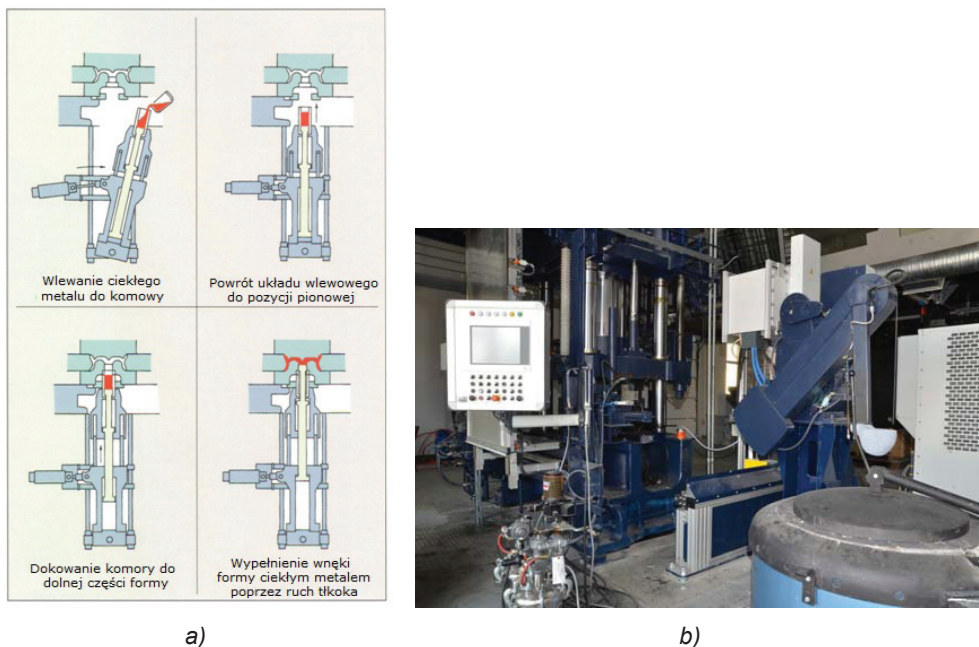 Wlewanie ciekłego
metalu do komowy
Powrót układu wlewowego
do pozycji pionowej
Dokowanie komory do
dolnej części formy
Wypełnienie wnęki
formy ciekłym metalem
poprzez ruch tłkoka
a)
b)